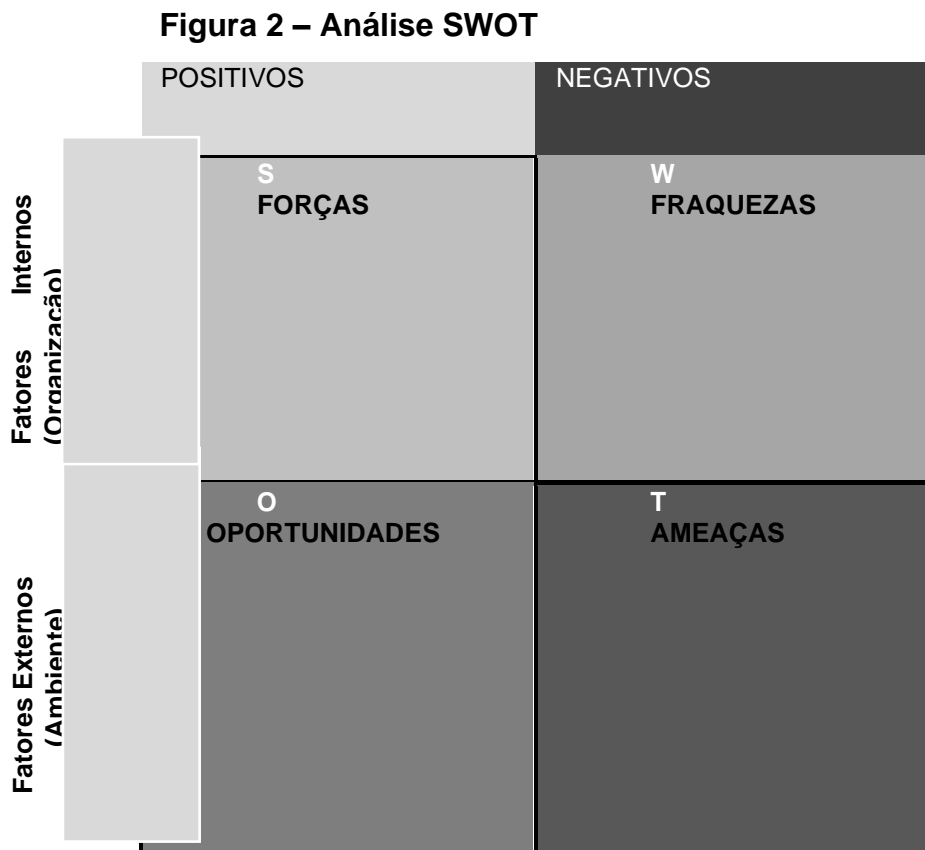 Figura 2 – Análise SWOT
POSITIVOS
NEGATIVOS
Fatores Internos
(Organização)
S
FORÇAS
W
FRAQUEZAS
Fatores Externos
(Ambiente)
O
OPORTUNIDADES
T
AMEAÇAS